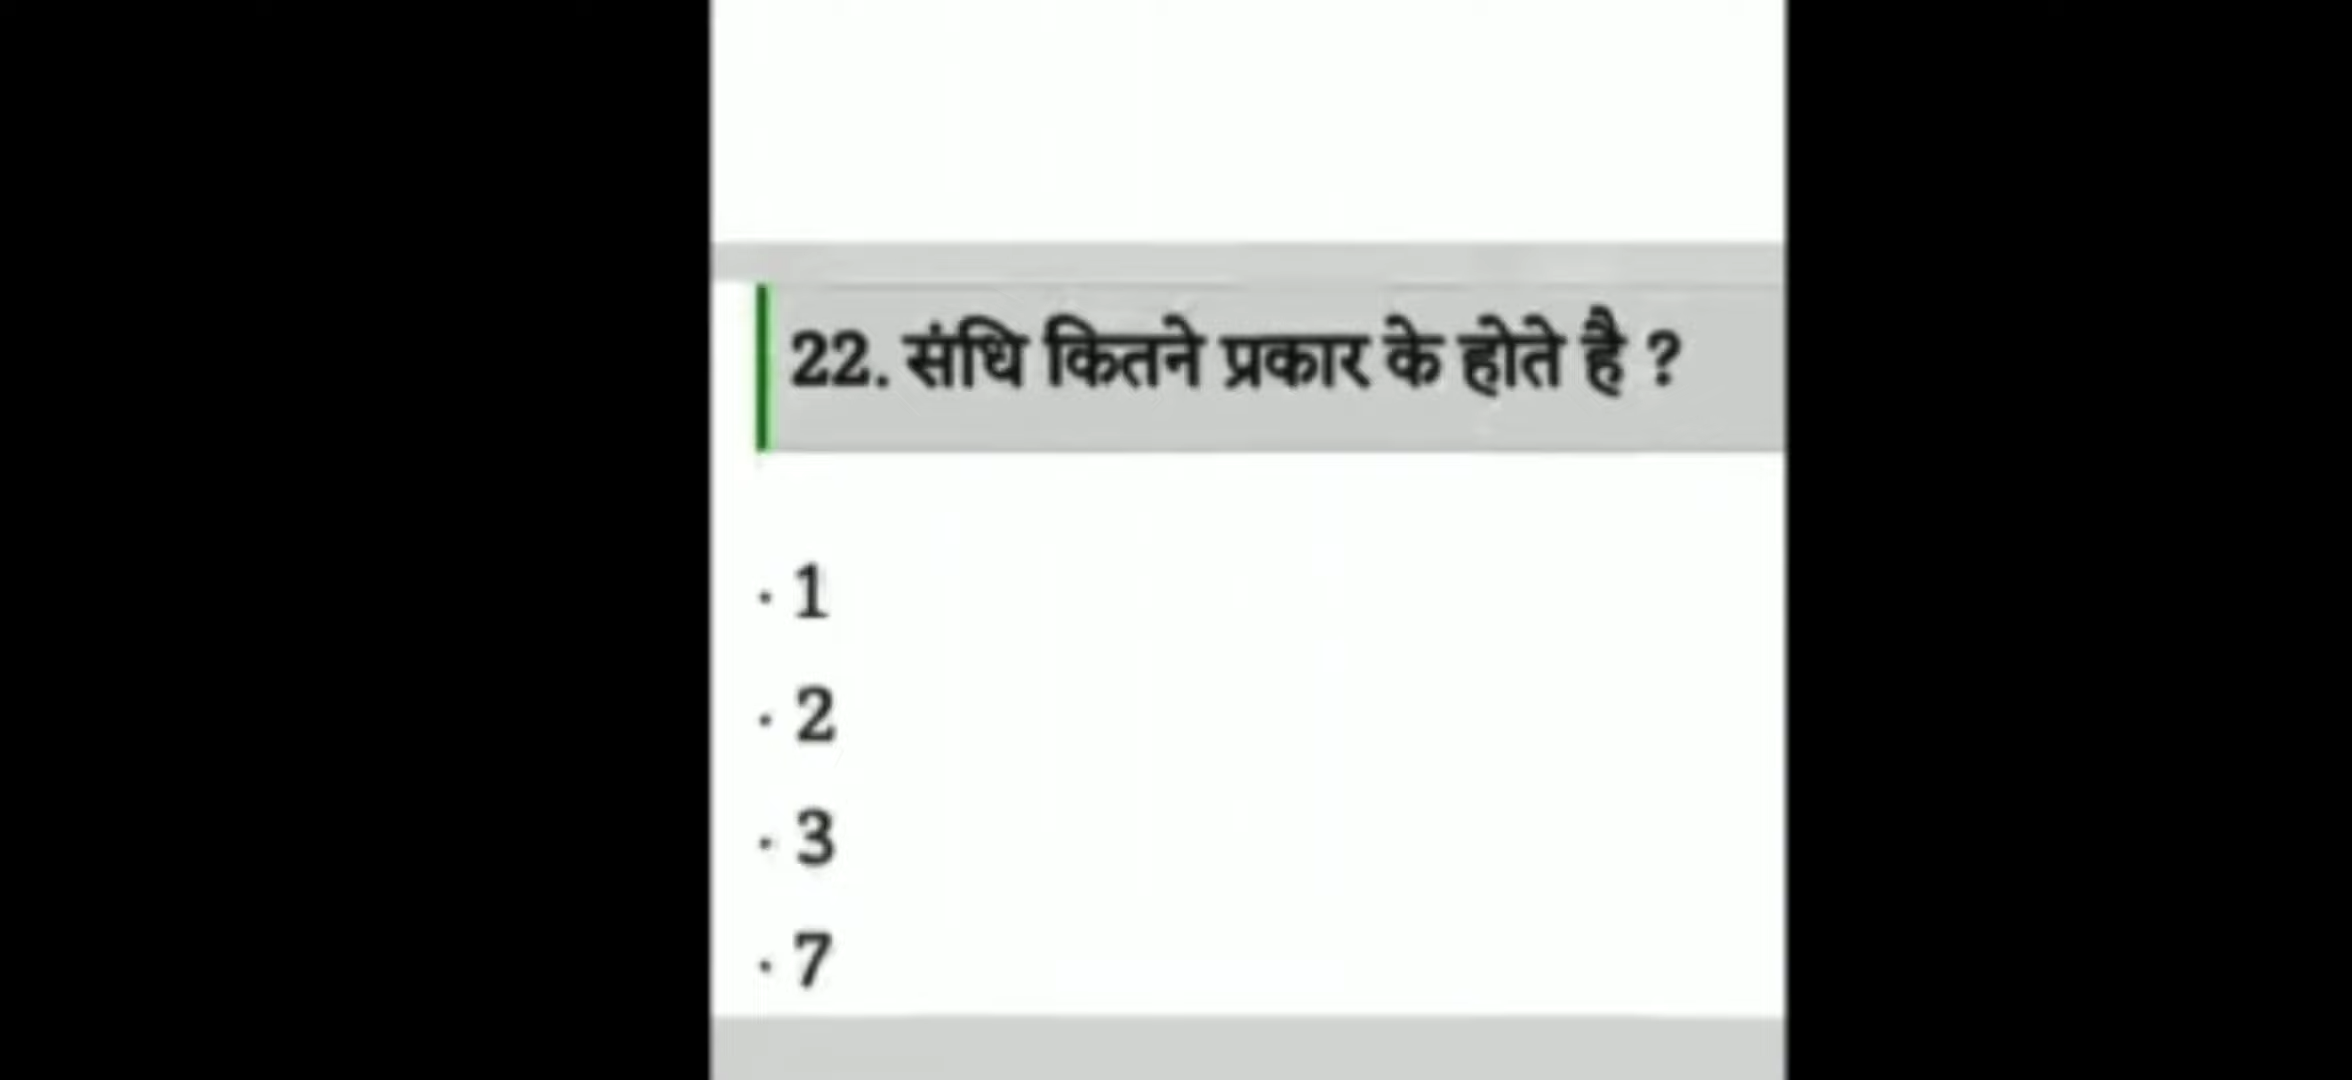 22. संधि कितने प्रकार के होते है ?
· 1
· 2
· 3
· 7